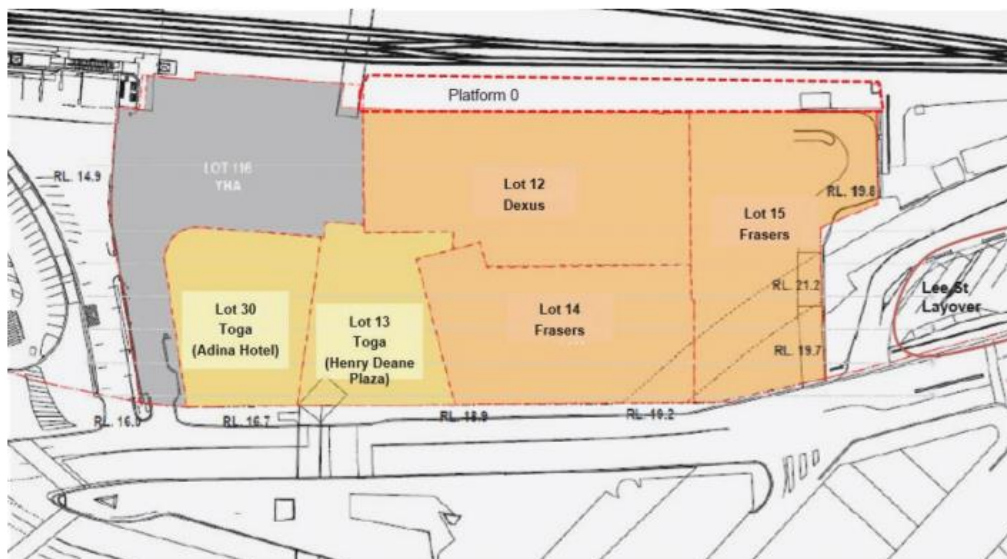 Platform 0
LOT 116
YHA
RL. 14.9
Lot 12
Dexus
RL. 19.8
Lot 15
Frasers
RL. 21.2
Lee St
Layover
Lot 30
Toga
(Adina Hotel)
Lot 13
Toga
(Henry Deane
Plaza)
Lot 14
Frasers
RL. 19.7
RL. 16.7
RL. 18.9
RL. 19.2